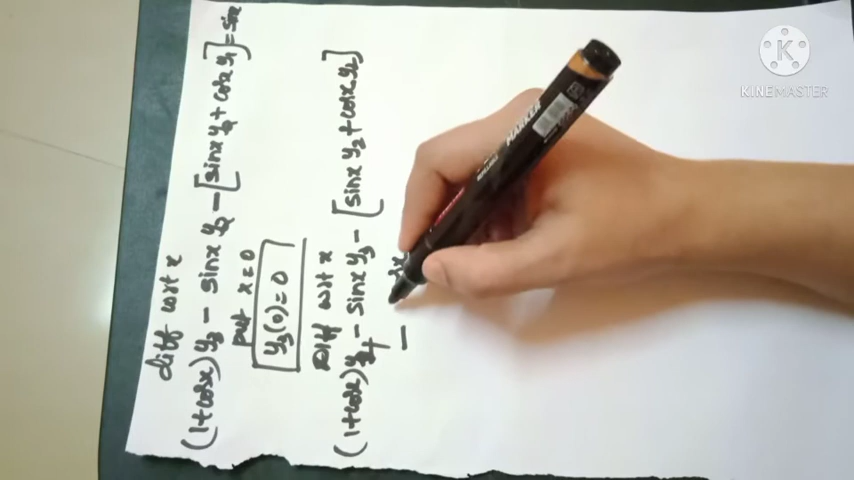 diff wrt x
(1+cosx)y3 - sinx y2 - [sinx y2 + cosx y1] = sinx
put x=0
y3(0)=0
Diff wrt x
(1+cosx)y4 - sinx y3 - [sinx y3 + cosx y2]
-
MARKER
KINEMASTER